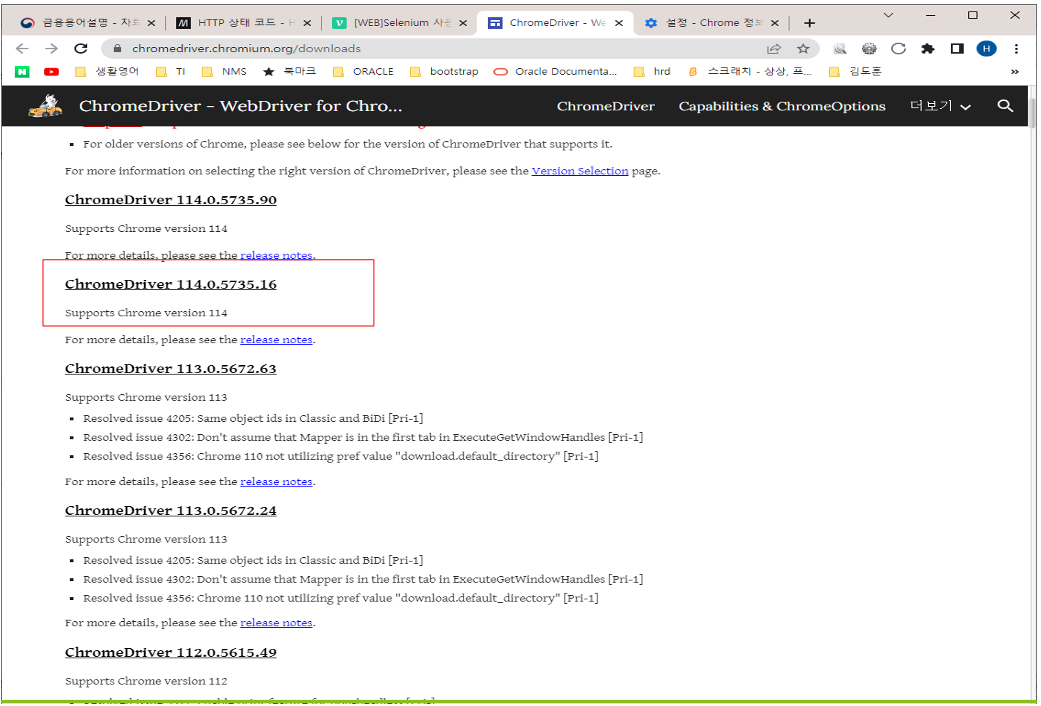 금융용어설명 - 자료
HTTP 상태 코드 - H
[WEB]Selenium 사용
ChromeDriver - We
설정 - Chrome 정보
chromedriver.chromium.org/downloads
H
N
생활영어
TI
NMS
북마크
ORACLE
bootstrap
Oracle Documenta...
hrd
스크래치 - 상상, 프...
김도훈
»
ChromeDriver - WebDriver for Chro...
ChromeDriver
Capabilities & ChromeOptions
더보기
For older versions of Chrome, please see below for the version of ChromeDriver that supports it.
For more information on selecting the right version of ChromeDriver, please see the Version Selection page.
ChromeDriver 114.0.5735.90
Supports Chrome version 114
For more details, please see the release notes.
ChromeDriver 114.0.5735.16
Supports Chrome version 114
For more details, please see the release notes.
ChromeDriver 113.0.5672.63
Supports Chrome version 113
Resolved issue 4205: Same object ids in Classic and BiDi [Pri-1]
Resolved issue 4302: Don't assume that Mapper is in the first tab in ExecuteGetWindowHandles [Pri-1]
Resolved issue 4356: Chrome 110 not utilizing pref value "download.default_directory" [Pri-1]
For more details, please see the release notes.
ChromeDriver 113.0.5672.24
Supports Chrome version 113
Resolved issue 4205: Same object ids in Classic and BiDi [Pri-1]
Resolved issue 4302: Don't assume that Mapper is in the first tab in ExecuteGetWindowHandles [Pri-1]
Resolved issue 4356: Chrome 110 not utilizing pref value "download.default_directory" [Pri-1]
For more details, please see the release notes.
ChromeDriver 112.0.5615.49
Supports Chrome version 112